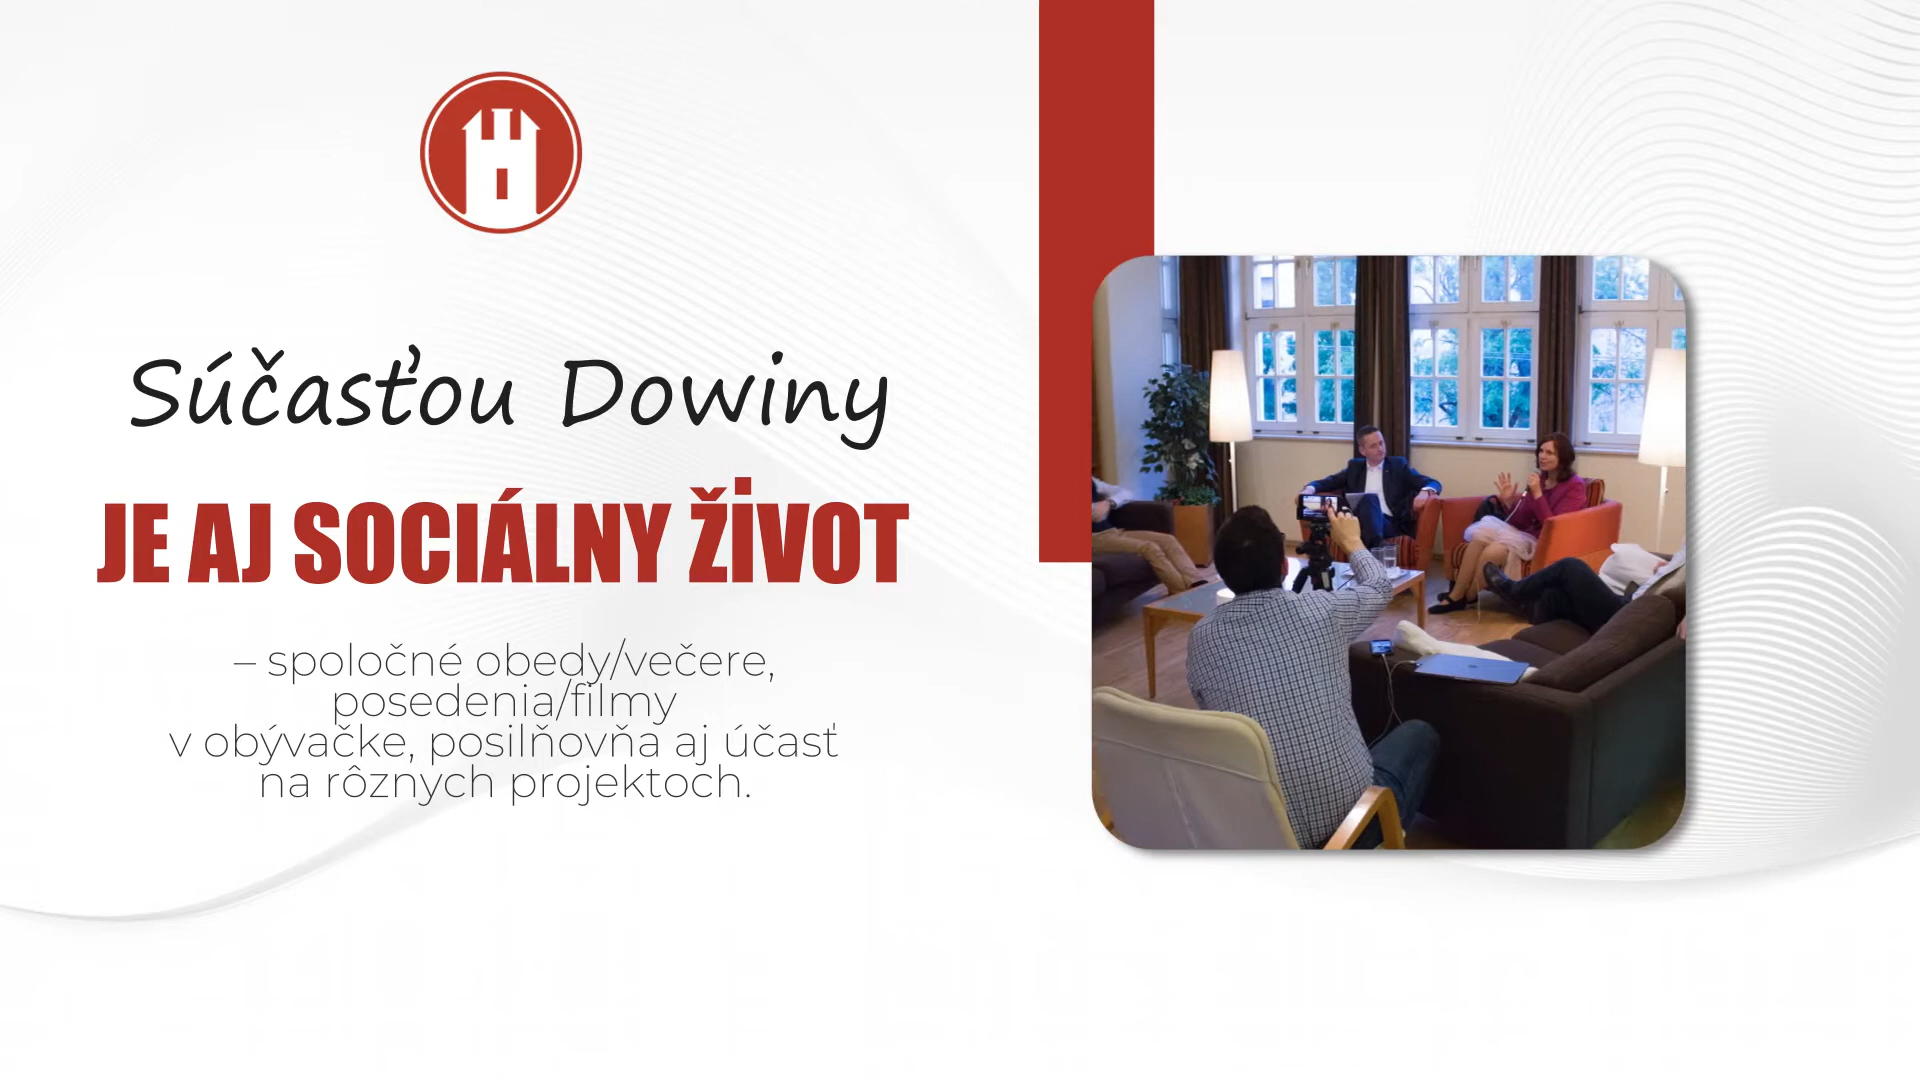 Súčasťou Dowiny
JE AJ SOCIÁLNY ŽIVOT
– spoločné obedy/večere,
posedenia/filmy
v obývačke, posilňovňa aj účasť
na rôznych projektoch.